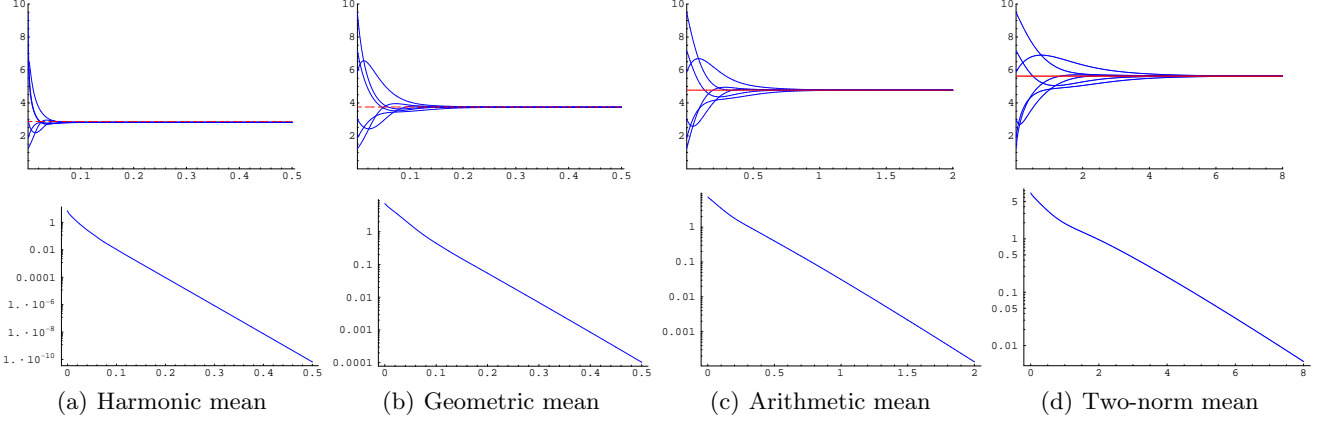 10
8
6
4
2
0.1 0.2 0.3 0.4 0.5
10
8
6
4
2
0.1 0.2 0.3 0.4 0.5
10
8
6
4
2
0.5 1 1.5 2
10
8
6
4
2
2 4 6 8
1
0.01
0.0001
1. · 10⁻⁶
1. · 10⁻⁸
1. · 10⁻¹⁰
0 0.1 0.2 0.3 0.4 0.5
1
0.1
0.01
0.001
0.0001
0 0.1 0.2 0.3 0.4 0.5
1
0.1
0.01
0.001
0 0.5 1 1.5 2
5
1
0.5
0.1
0.05
0.01
0 2 4 6 8
(a) Harmonic mean
(b) Geometric mean
(c) Arithmetic mean
(d) Two-norm mean